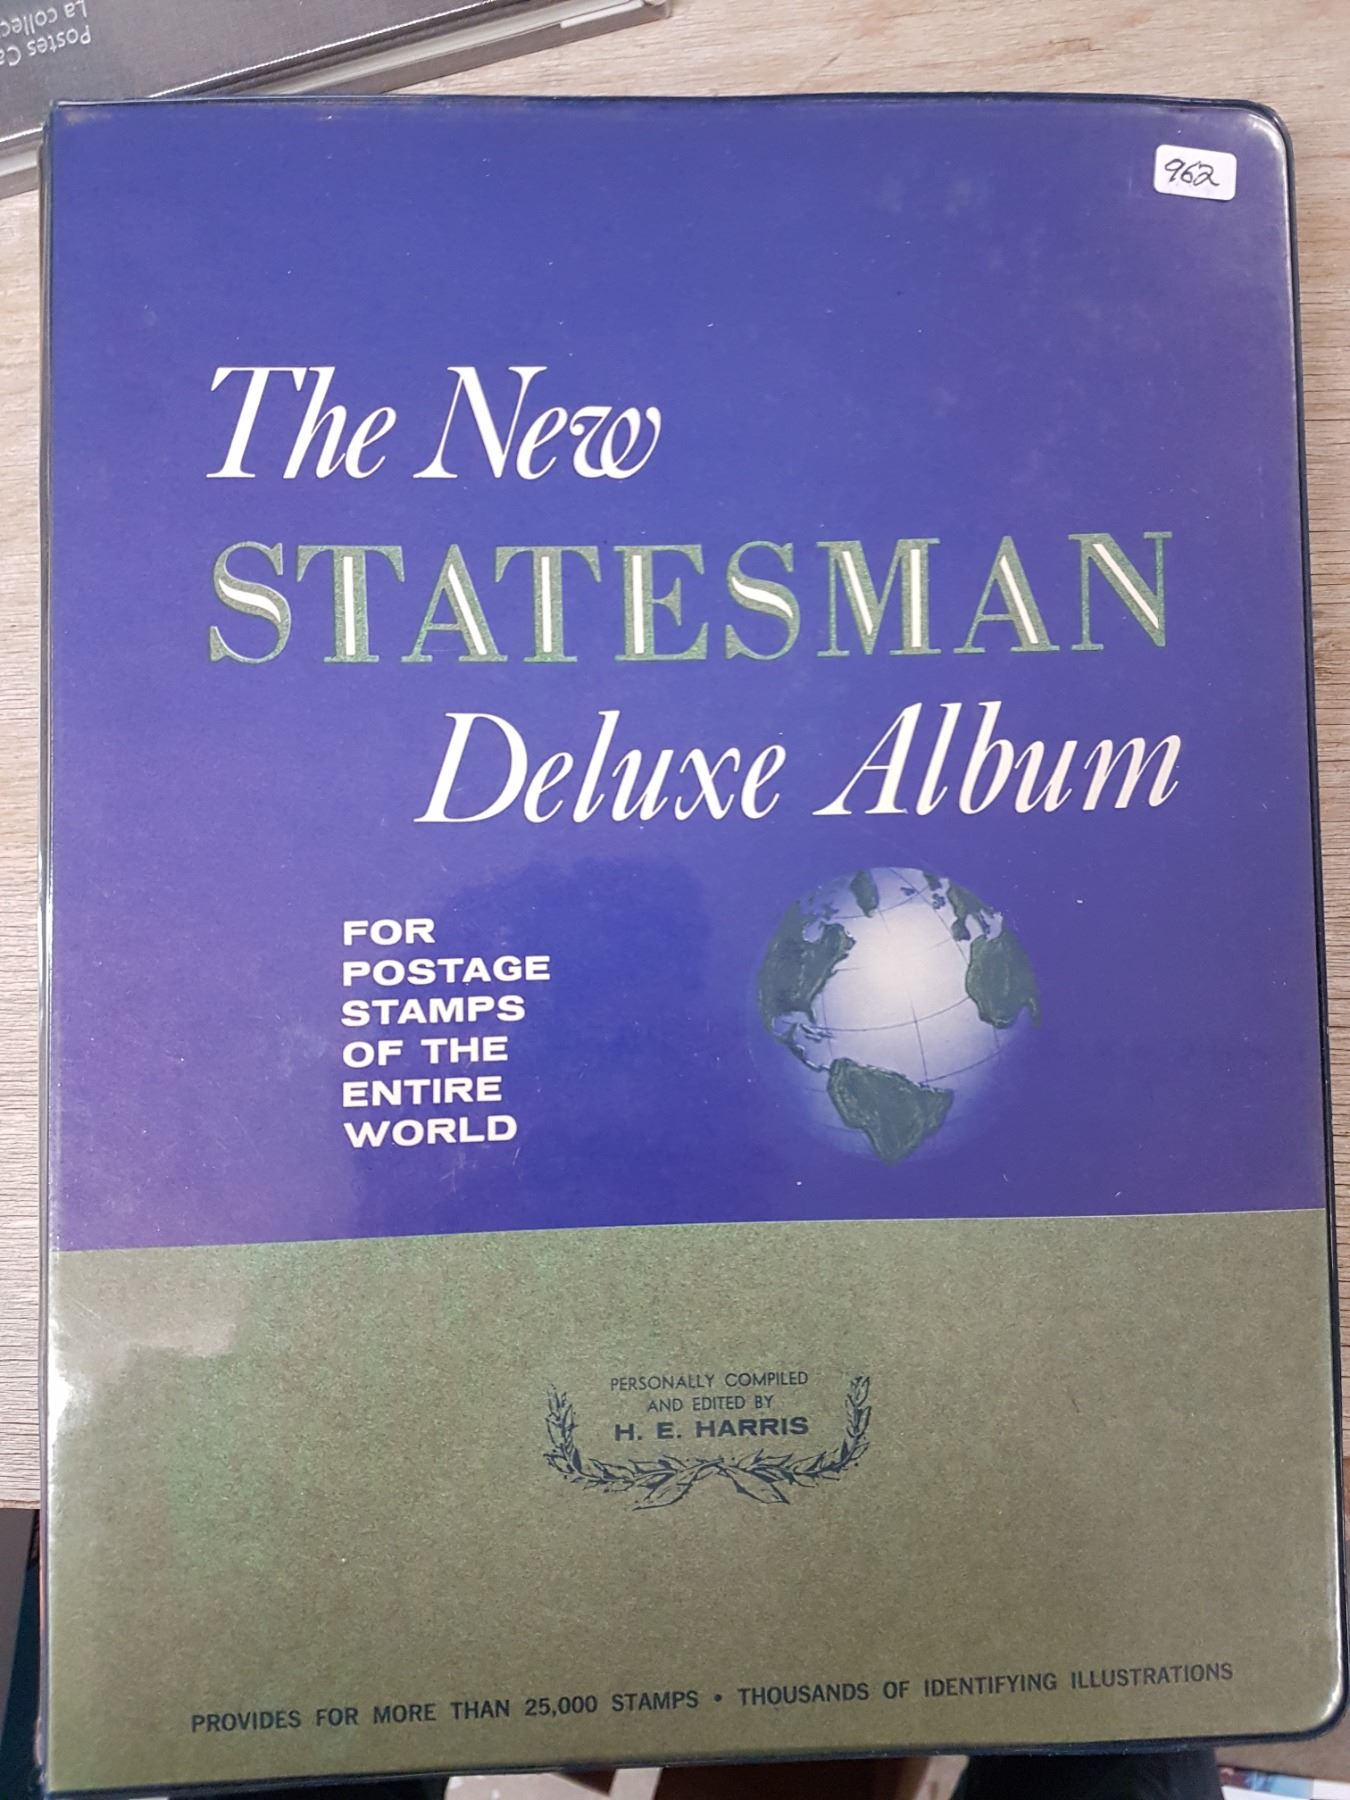 Postes Ca
La collec
962
The New
STATESMAN
Deluxe Album
FOR
POSTAGE
STAMPS
OF THE
ENTIRE
WORLD
PERSONALLY COMPILED
AND EDITED BY
H. E. HARRIS
PROVIDES FOR MORE THAN 25,000 STAMPS • THOUSANDS OF IDENTIFYING ILLUSTRATIONS